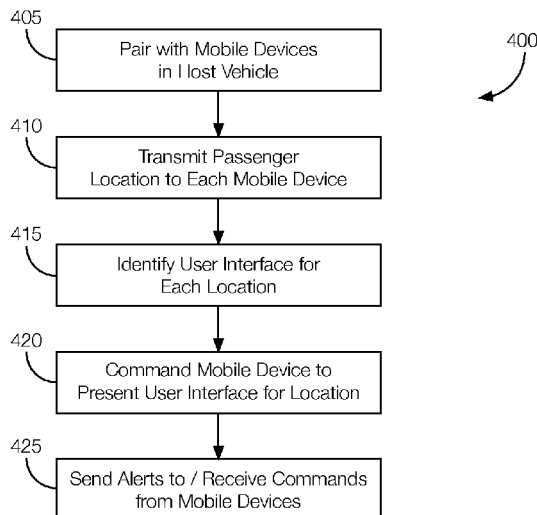 405
Pair with Mobile Devices
in Host Vehicle
400
410
Transmit Passenger
Location to Each Mobile Device
415
Identify User Interface for
Each Location
420
Command Mobile Device to
Present User Interface for Location
425
Send Alerts to / Receive Commands
from Mobile Devices